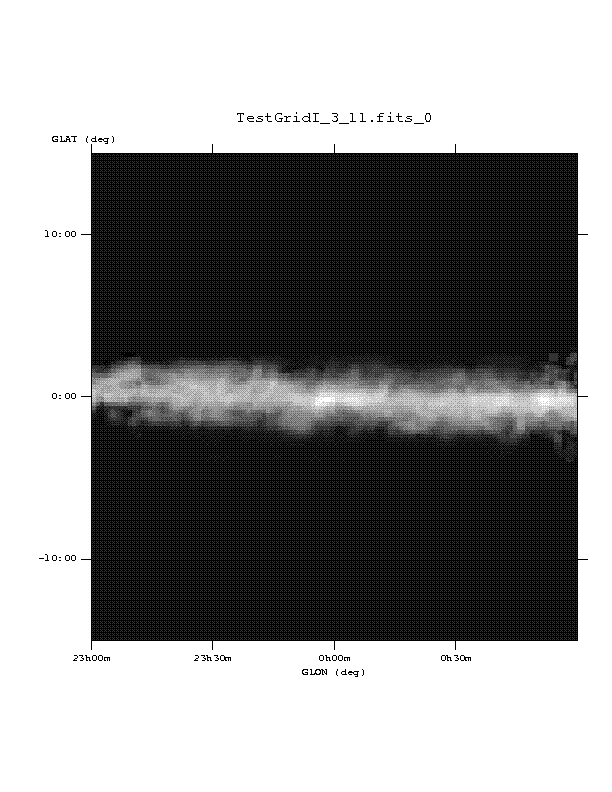 TestGridI_3_11.fits_0
GLAT (deg)
10:00
0:00
-10:00
23h00m 23h30m 0h00m 0h30m
GLON (deg)